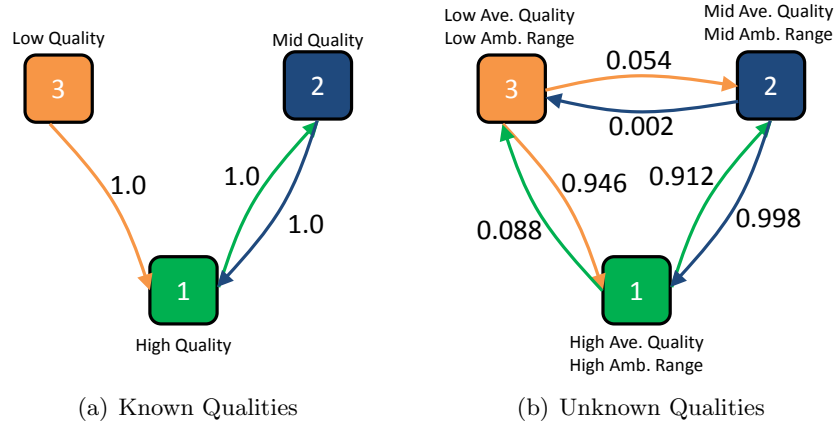 Low Quality
Mid Quality
3
2
1.0
1.0
1.0
1
High Quality
(a) Known Qualities
Low Ave. Quality
Low Amb. Range
Mid Ave. Quality
Mid Amb. Range
0.054
3
2
0.002
0.946
0.912
0.088
0.998
1
High Ave. Quality
High Amb. Range
(b) Unknown Qualities